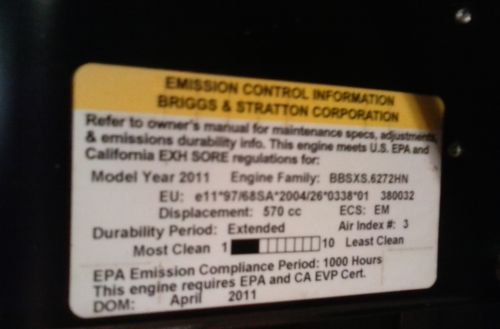 EMISSION CONTROL INFORMATION
BRIGGS & STRATTON CORPORATION
Refer to owner's manual for maintenance specs, adjustments,
& emissions durability info. This engine meets U.S. EPA and
California EXH SORE regulations for:
Model Year 2011 Engine Family: BBSXS.6272HN
EU: e11*97/68SA*2004/26*0338*01 380032
Displacement: 570 cc ECS: EM
Durability Period: Extended Air Index #: 3
Most Clean 1 10 Least Clean
EPA Emission Compliance Period: 1000 Hours
This engine requires EPA and CA EVP Cert.
DOM: April 2011